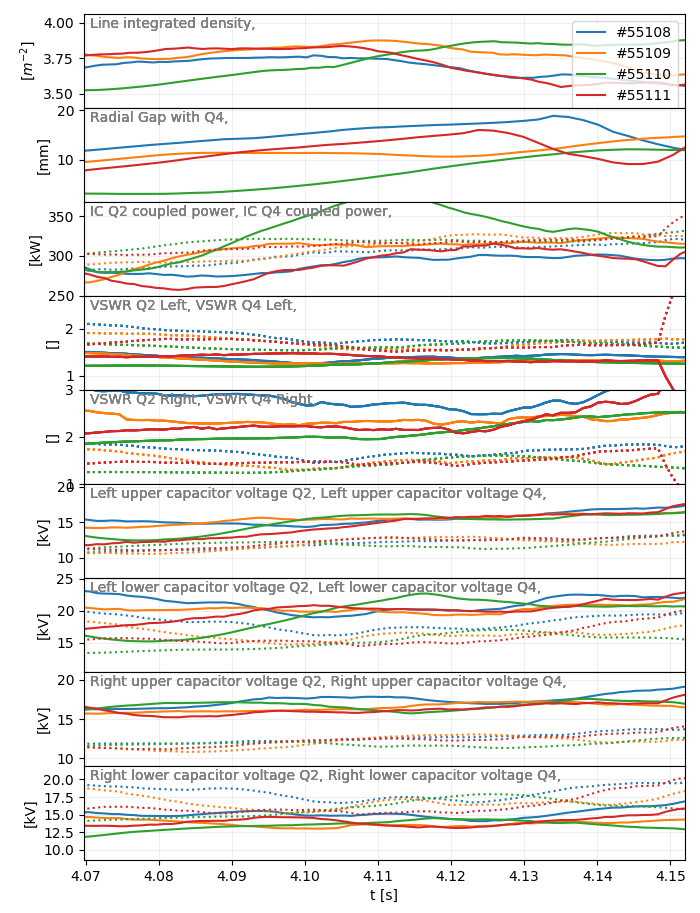 Line integrated density,
4.00
3.75
3.50
[m⁻²]
#55108
#55109
#55110
#55111
Radial Gap with Q4,
20
10
[mm]
IC Q2 coupled power, IC Q4 coupled power,
350
300
250
[kW]
VSWR Q2 Left, VSWR Q4 Left,
2
1
[]
VSWR Q2 Right, VSWR Q4 Right,
3
2
1
[]
Left upper capacitor voltage Q2, Left upper capacitor voltage Q4,
20
15
10
[kV]
Left lower capacitor voltage Q2, Left lower capacitor voltage Q4,
25
20
15
[kV]
Right upper capacitor voltage Q2, Right upper capacitor voltage Q4,
20
15
10
[kV]
Right lower capacitor voltage Q2, Right lower capacitor voltage Q4,
20.0
17.5
15.0
12.5
10.0
[kV]
4.07 4.08 4.09 4.10 4.11 4.12 4.13 4.14 4.15
t [s]